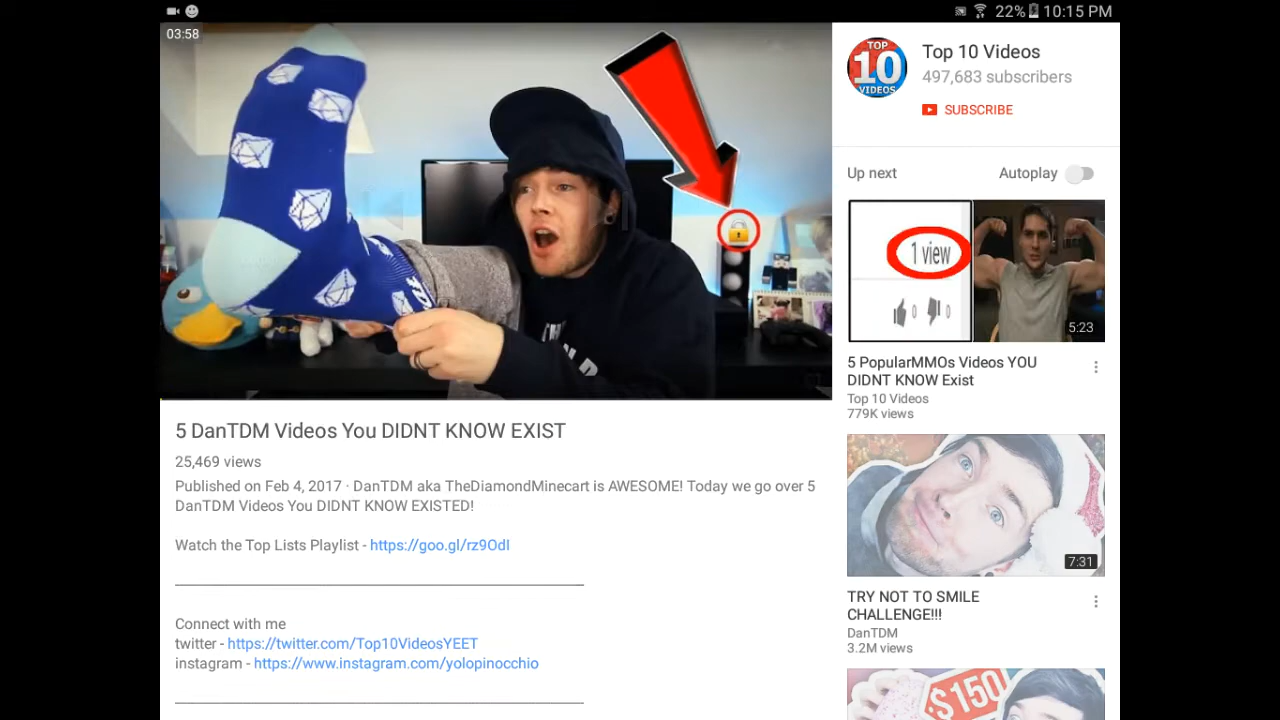 22% 10:15 PM
03:58
TOP
10
VIDEOS
Top 10 Videos
497,683 subscribers
SUBSCRIBE
Up next Autoplay
1 view
0 0
5:23
5 PopularMMOs Videos YOU
DIDNT KNOW Exist
Top 10 Videos
779K views
5 DanTDM Videos You DIDNT KNOW EXIST
25,469 views
Published on Feb 4, 2017 · DanTDM aka TheDiamondMinecart is AWESOME! Today we go over 5
DanTDM Videos You DIDNT KNOW EXISTED!
Watch the Top Lists Playlist - https://goo.gl/rz9OdI
Connect with me
twitter - https://twitter.com/Top10VideosYEET
instagram - https://www.instagram.com/yolopinocchio
7:31
TRY NOT TO SMILE
CHALLENGE!!!
DanTDM
3.2M views
$150